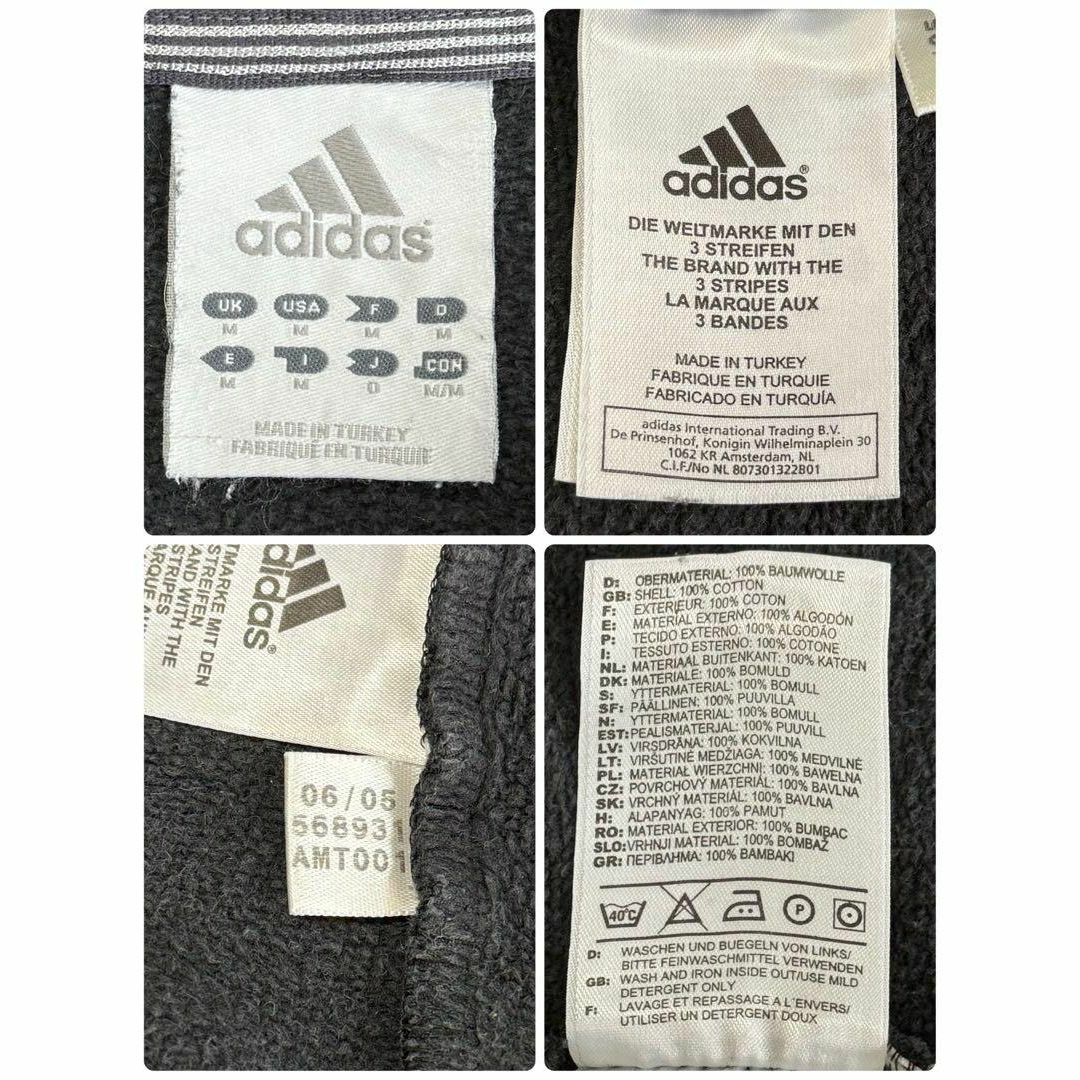 adidas
UK USA F D
M M M M
E I J .COM
M M O M/M
MADE IN TURKEY
FABRIQUÉ EN TURQUIE
adidas®
DIE WELTMARKE MIT DEN
3 STREIFEN
THE BRAND WITH THE
3 STRIPES
LA MARQUE AUX
3 BANDES
MADE IN TURKEY
FABRIQUE EN TURQUIE
FABRICADO EN TURQUÍA
adidas International Trading B.V.
De Prinsenhof, Konigin Wilhelminaplein 30
1062 KR Amsterdam, NL
C.I.F./No NL 807301322B01
adidas®
TMARKE MIT DEN
STREIFEN
AND WITH THE
STRIPES
06/05
568931
AMT001
D: OBERMATERIAL: 100% BAUMWOLLE
GB: SHELL: 100% COTTON
F: EXTERIEUR: 100% COTON
E: MATERIAL EXTERNO: 100% ALGODÓN
P: TECIDO EXTERNO: 100% ALGODÃO
I: TESSUTO ESTERNO: 100% COTONE
NL: MATERIAAL BUITENKANT: 100% KATOEN
DK: MATERIALE: 100% BOMULD
S: YTTERMATERIAL: 100% BOMULL
SF: PÄÄLLINEN: 100% PUUVILLA
N: YTTERMATERIAL: 100% BOMULL
EST: PEALISMATERJAL: 100% PUUVILL
LV: VIRSDRĀNA: 100% KOKVILNA
LT: VIRŠUTINĖ MEDŽIAGA: 100% MEDVILNĖ
PL: MATERIAŁ WIERZCHNI: 100% BAWEŁNA
CZ: POVRCHOVÝ MATERIÁL: 100% BAVLNA
SK: VRCHNÝ MATERIÁL: 100% BAVLNA
H: ALAPANYAG: 100% PAMUT
RO: MATERIAL EXTERIOR: 100% BUMBAC
SLO: VRHNJI MATERIAL: 100% BOMBAŽ
GR: ΠΕΡΙΒΛΗΜΑ: 100% ΒΑΜΒΑΚΙ
40°C P
D: WASCHEN UND BUEGELN VON LINKS/
BITTE FEINWASCHMITTEL VERWENDEN
GB: WASH AND IRON INSIDE OUT/USE MILD
DETERGENT ONLY
F: LAVAGE ET REPASSAGE A L'ENVERS/
UTILISER UN DETERGENT DOUX